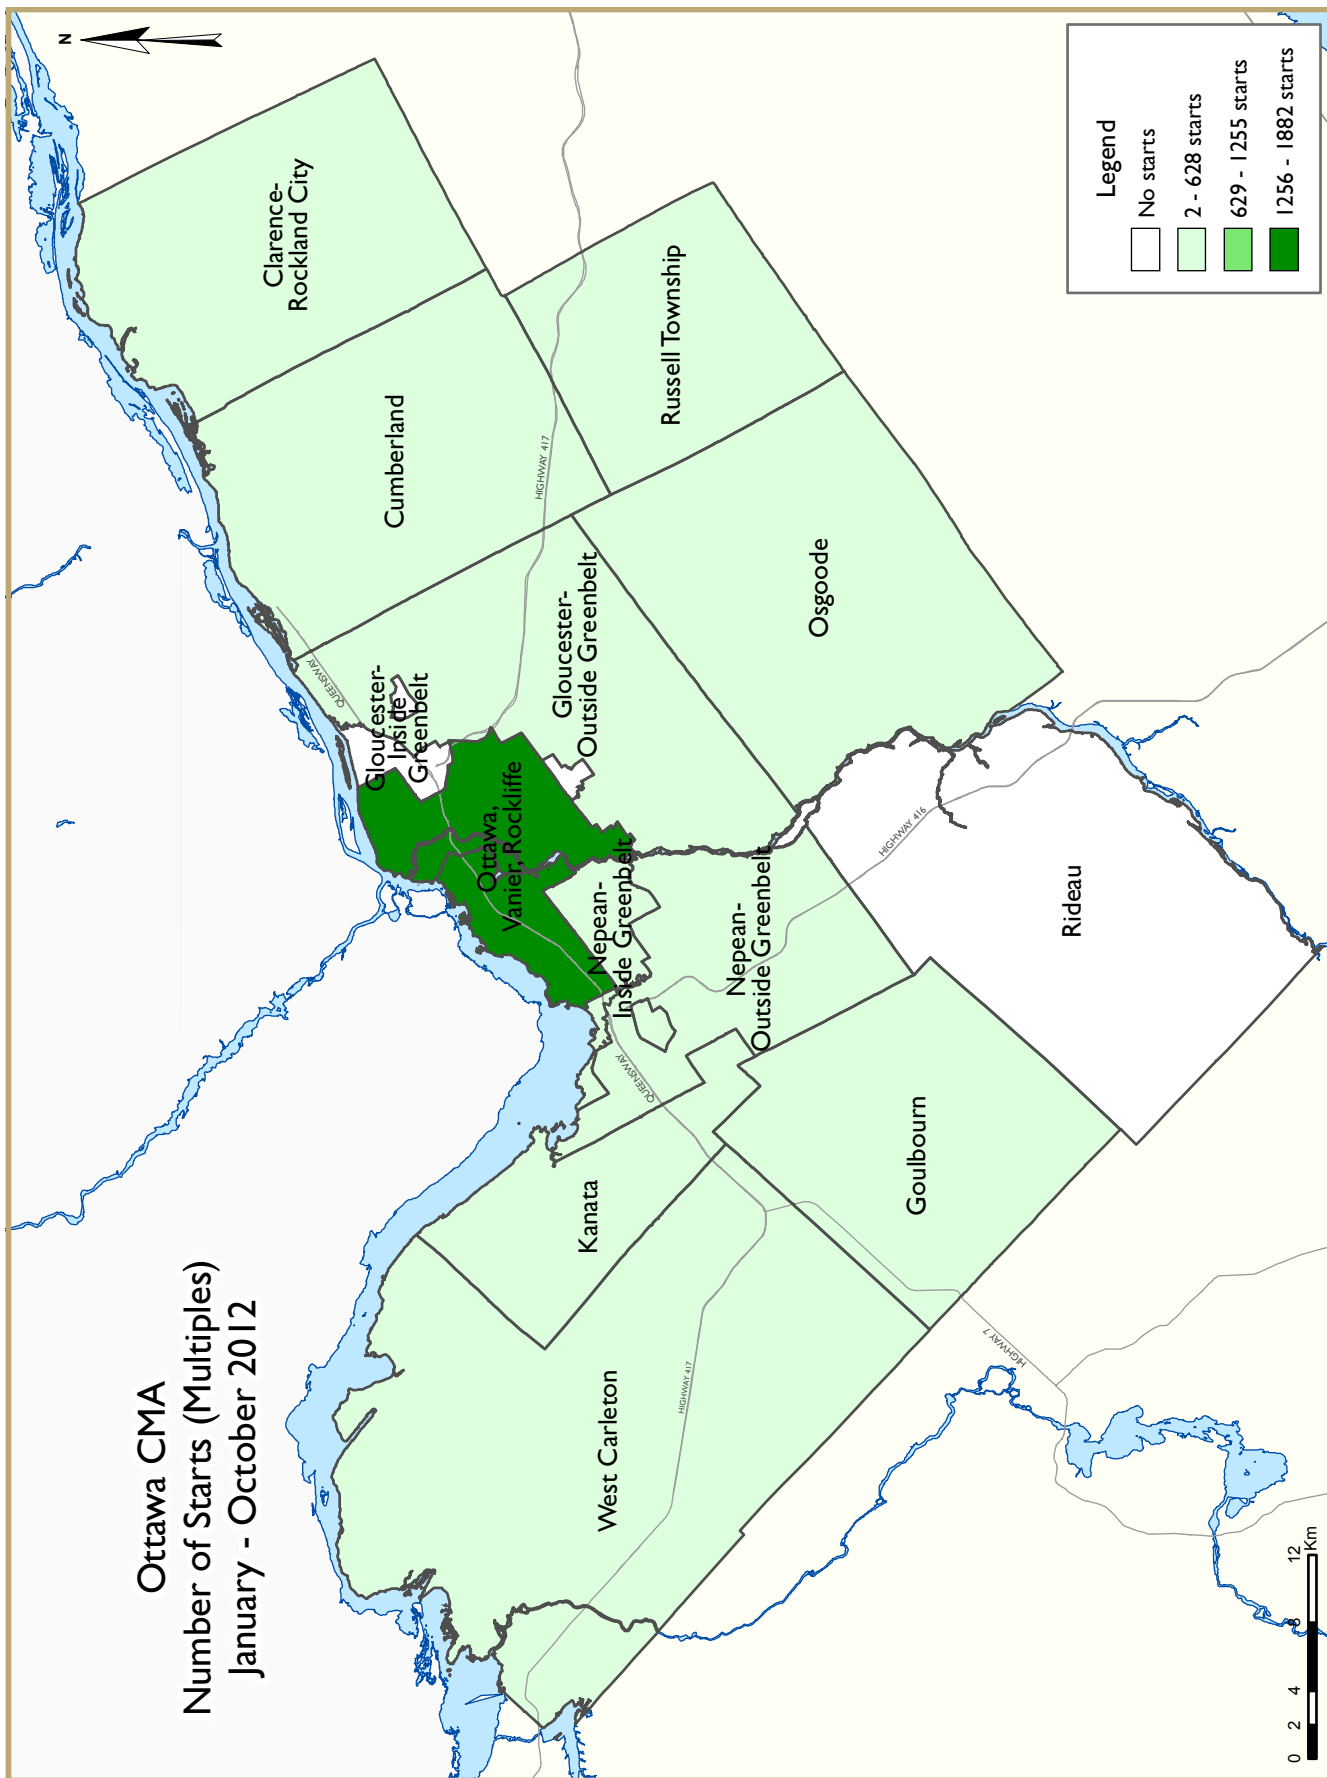 Ottawa CMA
Number of Starts (Multiples)
January - October 2012
N
Clarence-
Rockland City
Cumberland
Russell Township
HIGHWAY 417
QUEENSWAY
Gloucester-
Inside
Greenbelt
Gloucester-
Outside Greenbelt
Osgoode
Ottawa,
Vanier, Rockliffe
Nepean-
Inside Greenbelt
Nepean-
Outside Greenbelt
HIGHWAY 416
Rideau
QUEENSWAY
Kanata
Goulbourn
West Carleton
HIGHWAY 417
HIGHWAY 7
Legend
No starts
2 - 628 starts
629 - 1255 starts
1256 - 1882 starts
0 2 4 8 12
Km